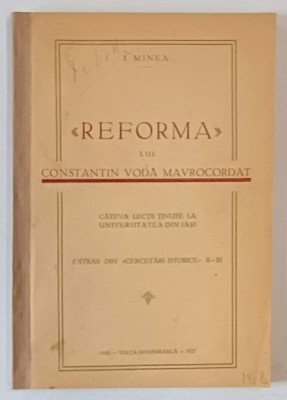 I. MINEA
«REFORMA»
LUI
CONSTANTIN VODĂ MAVROCORDAT
CÂTEVA LECȚII ȚINUTE LA
UNIVERSITATEA DIN IAȘI
EXTRAS DIN «CERCETĂRI ISTORICE» II–III
IAȘI – VIAȚA ROMÂNEASCĂ – 1927